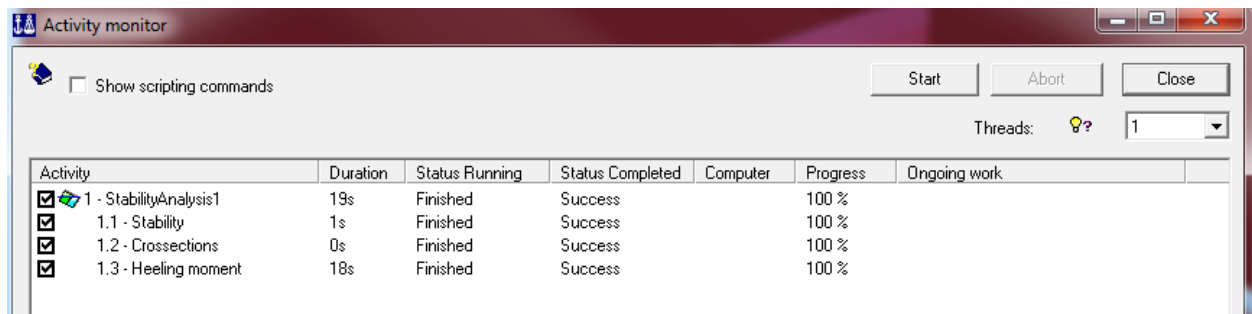 Activity monitor
Show scripting commands
Start Abort Close
Threads: ? 1
Activity Duration Status Running Status Completed Computer Progress Ongoing work
1 - StabilityAnalysis1 19s Finished Success 100 %
1.1 - Stability 1s Finished Success 100 %
1.2 - Crossections 0s Finished Success 100 %
1.3 - Heeling moment 18s Finished Success 100 %